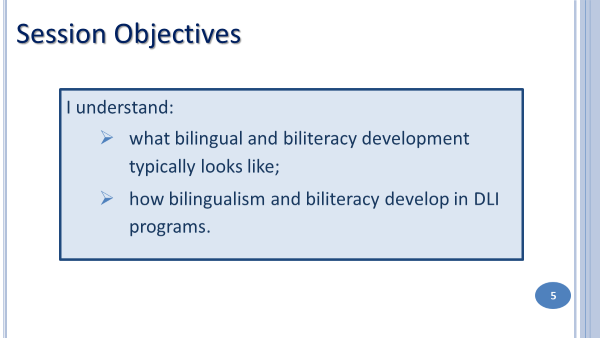 Session Objectives
I understand:
➢ what bilingual and biliteracy development
typically looks like;
➢ how bilingualism and biliteracy develop in DLI
programs.
5